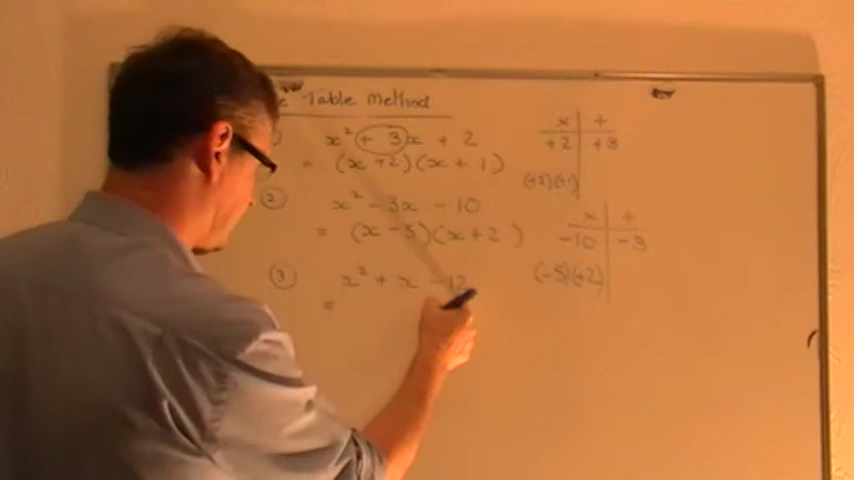 Table Method
x² + 3x + 2
= (x +2)(x + 1)
② x² - 3x - 10
= (x - 5)(x + 2)
③ x² + x - 12
=
x +
+2 +3
(+2)(+1)
x +
-10 -3
(-5)(+2)